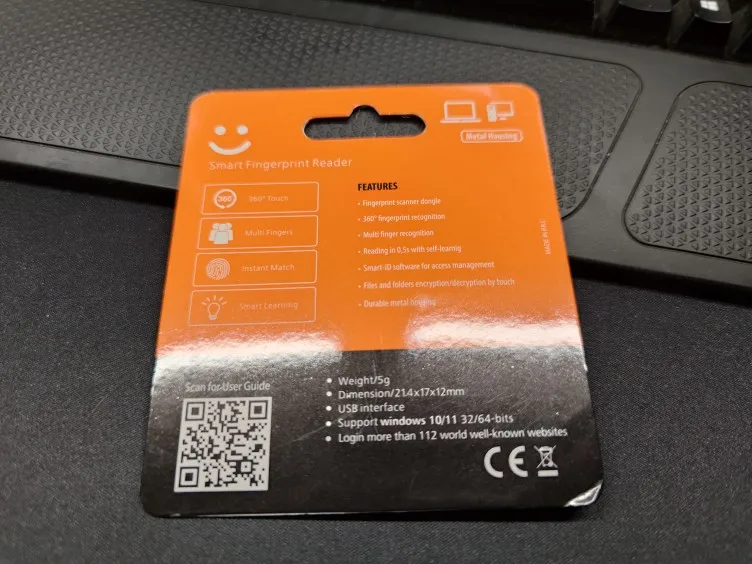 Metal Housing
Smart Fingerprint Reader
360
360° Touch
Multi Fingers
Instant Match
Smart Learning
FEATURES
• Fingerprint scanner dongle
• 360° fingerprint recognition
• Multi finger recognition
• Reading in 0,5s with self-learnig
• Smart-ID software for access management
• Files and folders encryption/decryption by touch
• Durable metal housing
MADE IN P.R.C
Scan for User Guide
• Weight/5g
• Dimension/21.4x17x12mm
• USB interface
• Support windows 10/11 32/64-bits
• Login more than 112 world well-known websites
CE